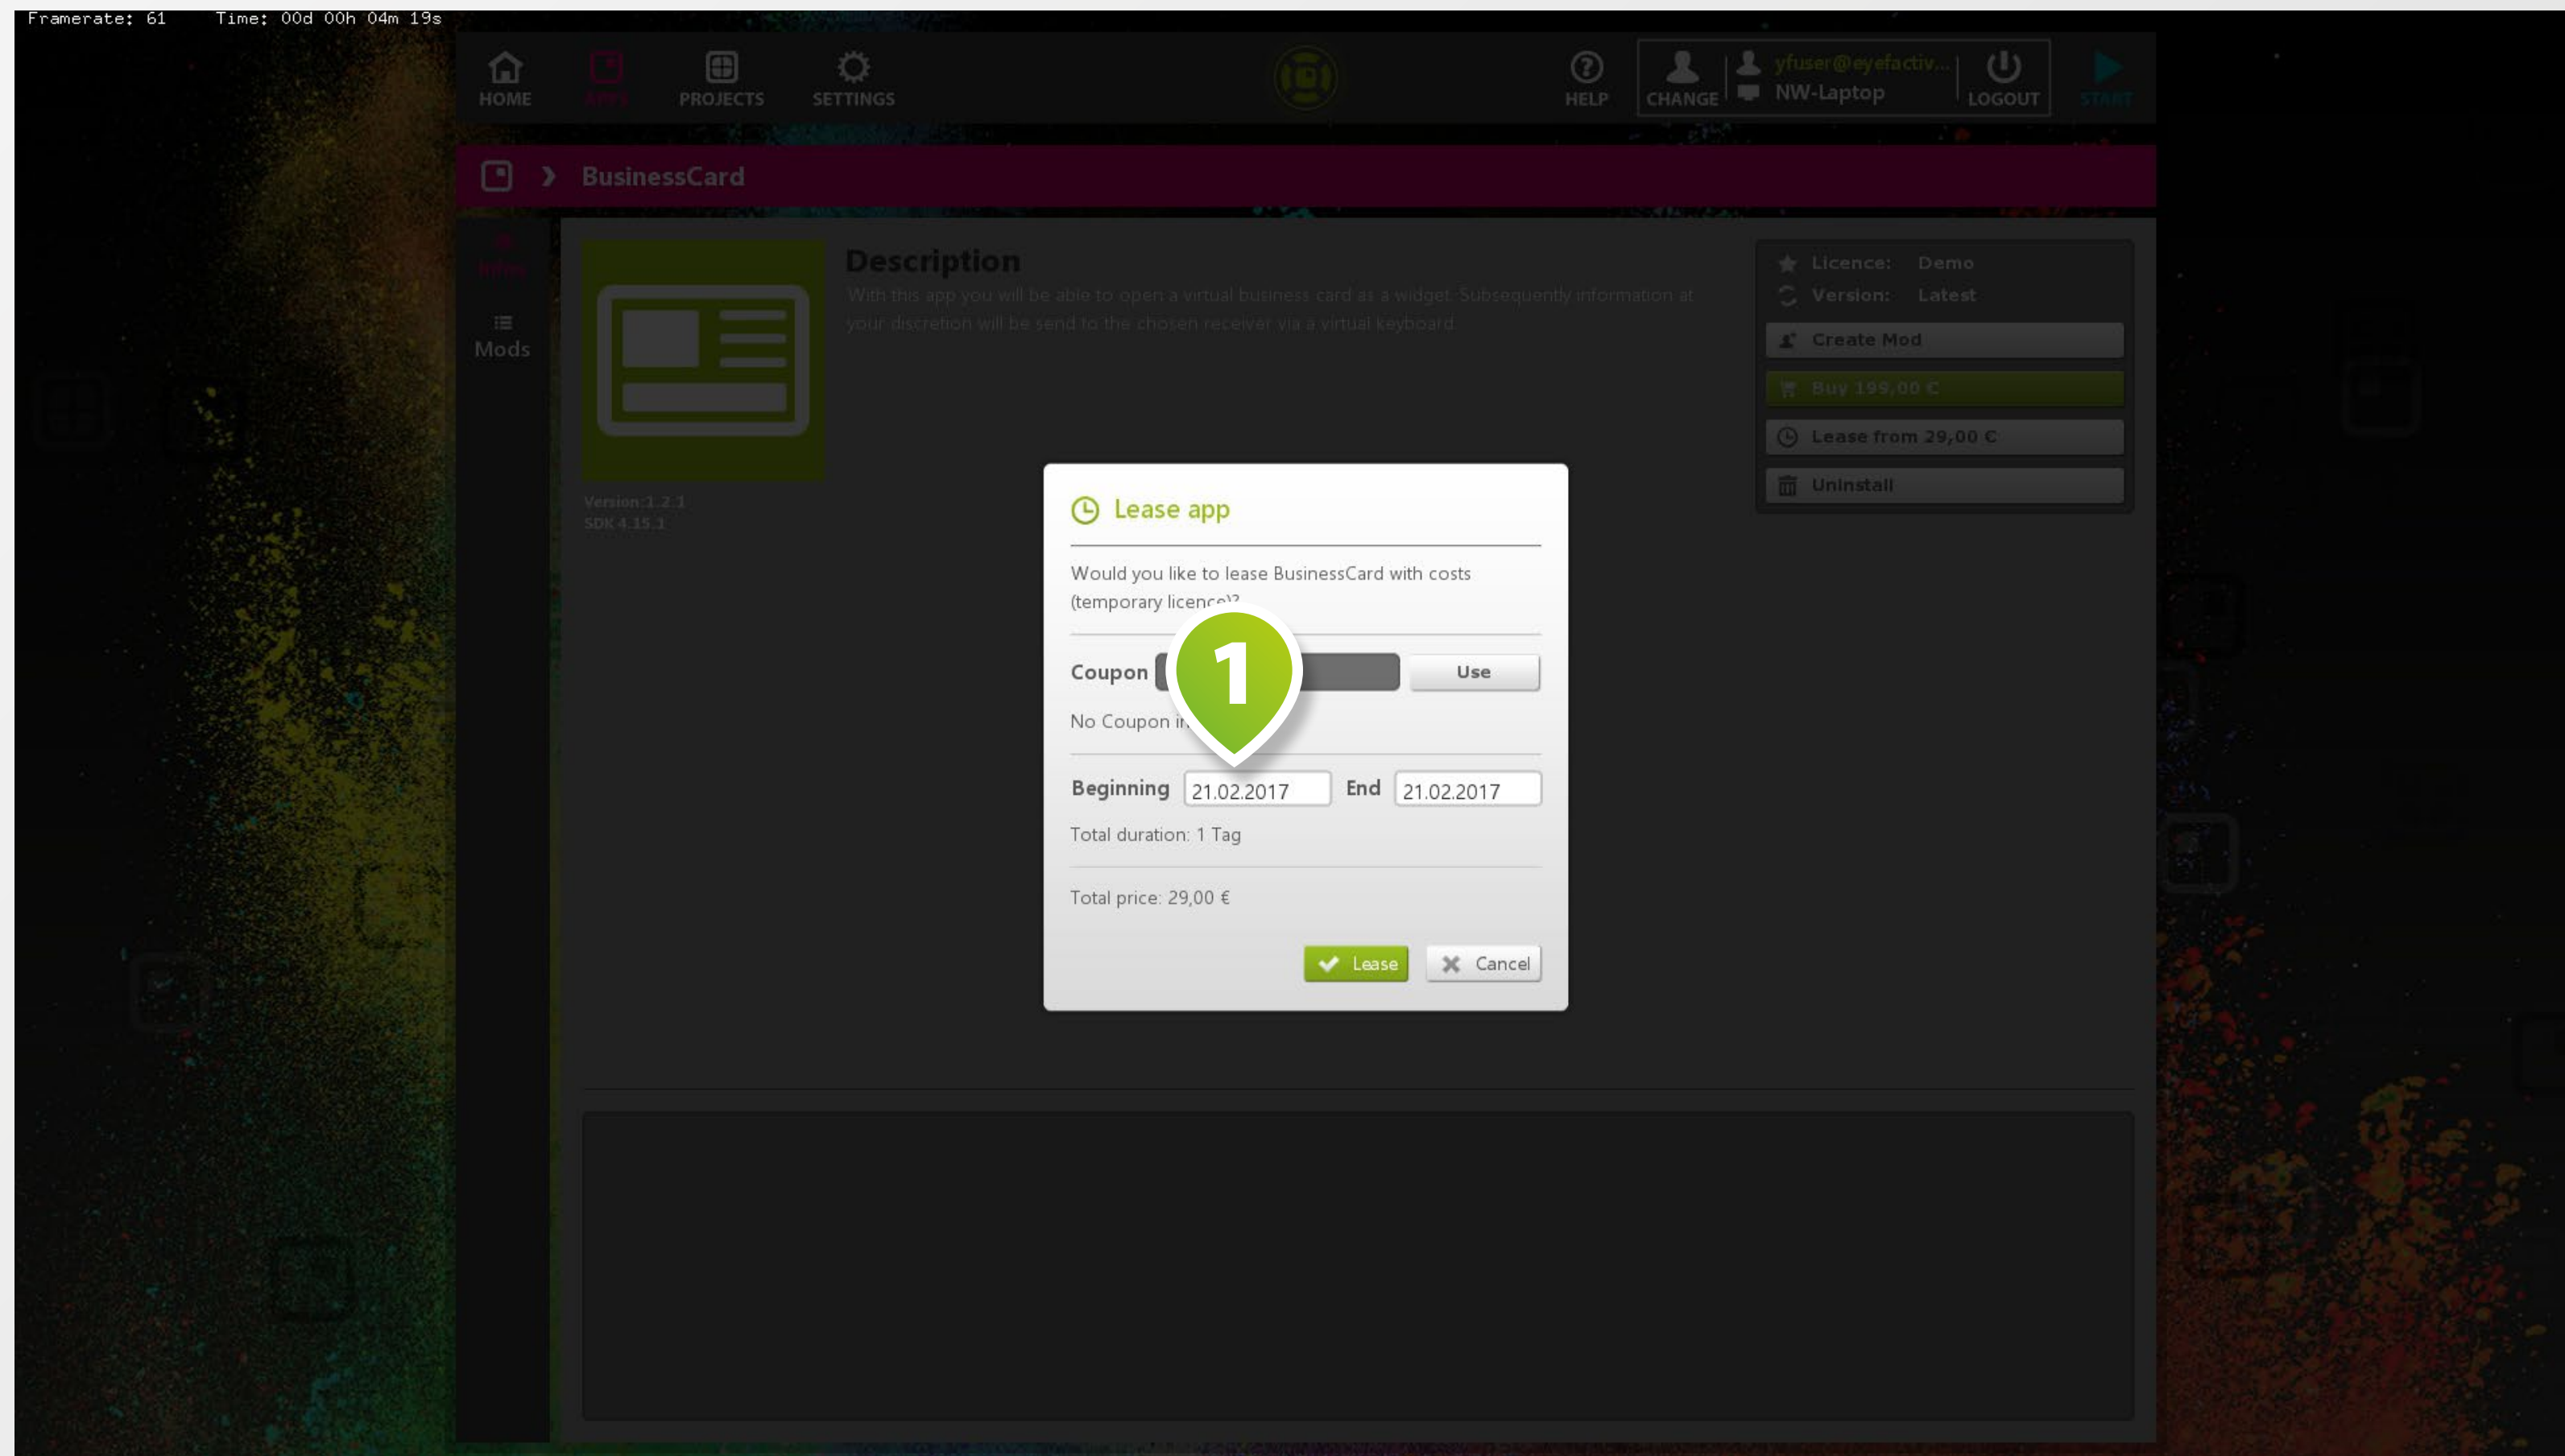 Framerate: 61 Time: 00d 00h 04m 19s
HOME
APPS
PROJECTS
SETTINGS
HELP
CHANGE
yfuser@eyefactiv...
NW-Laptop
LOGOUT
START
BusinessCard
Infos
Mods
Description
With this app you will be able to open a virtual business card as a widget. Subsequently information at
your discretion will be send to the chosen receiver via a virtual keyboard.
Version:1.2.1
SDK 4.15.1
Licence: Demo
Version: Latest
Create Mod
Buy 199,00 €
Lease from 29,00 €
Uninstall
Lease app
Would you like to lease BusinessCard with costs
(temporary licence)?
1
Coupon
Use
No Coupon
Beginning 21.02.2017 End 21.02.2017
Total duration: 1 Tag
Total price: 29,00 €
Lease
Cancel